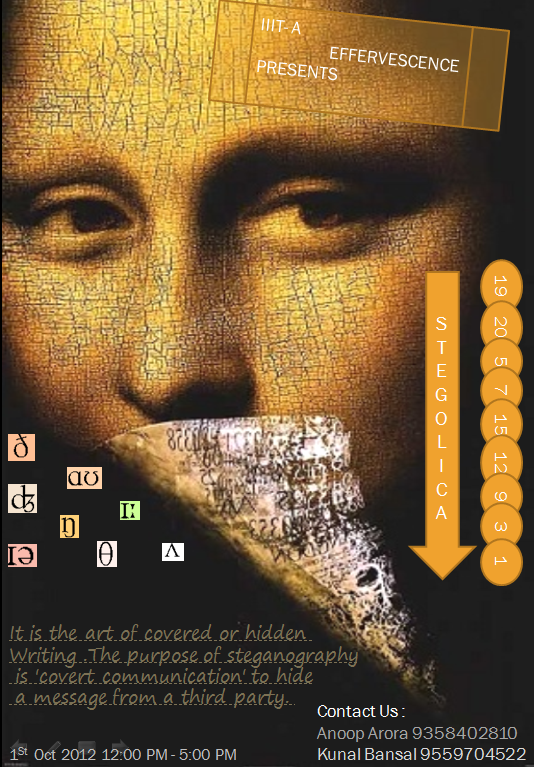 IIIT- A
EFFERVESCENCE
PRESENTS
S
T
E
G
O
L
I
C
A
19
20
5
7
15
12
9
3
1
ð
aʊ
ʤ
ɪ:
ŋ
ɪə
θ
ʌ
It is the art of covered or hidden
Writing The purpose of steganography
is 'covert communication' to hide
a message from a third party.
Contact Us :
Anoop Arora 9358402810
Kunal Bansal 9559704522
1St Oct 2012 12:00 PM - 5:00 PM